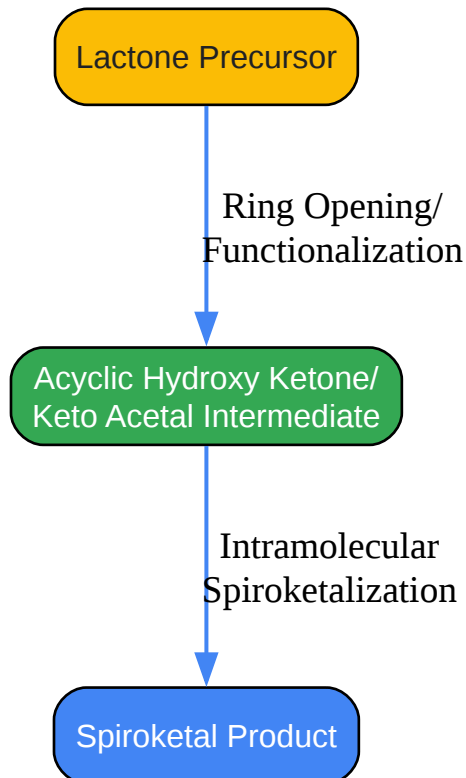 Lactone Precursor
Ring Opening/
Functionalization
Acyclic Hydroxy Ketone/
Keto Acetal Intermediate
Intramolecular
Spiroketalization
Spiroketal Product